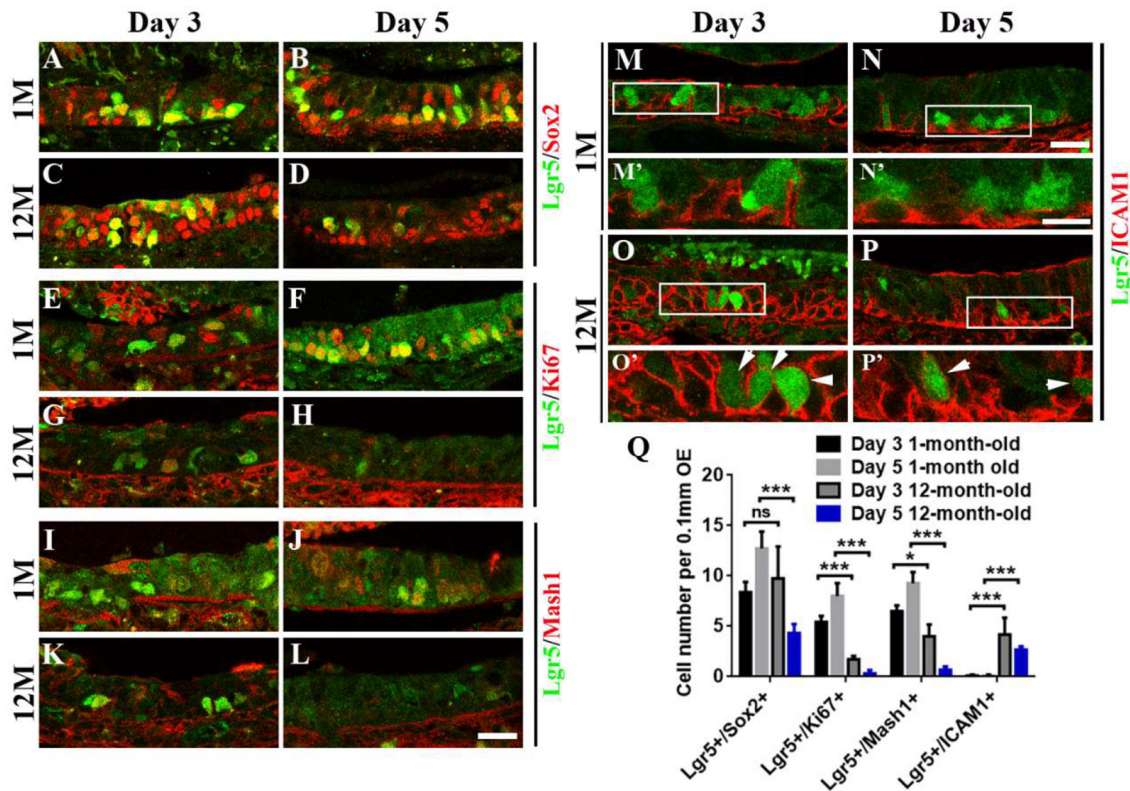 Day 3 Day 5
A B
1M
Lgr5/Sox2
C D
12M
E F
1M
Lgr5/Ki67
G H
12M
I J
1M
Lgr5/Mash1
K L
12M
Day 3 Day 5
M N
1M
M' N'
Lgr5/ICAM1
O P
12M
O' P'
Q
Day 3 1-month-old
Day 5 1-month old
Day 3 12-month-old
Day 5 12-month-old
Cell number per 0.1mm OE
20
15
10
5
0
ns *** *** *** * *** *** ***
Lgr5+/Sox2+
Lgr5+/Ki67+
Lgr5+/Mash1+
Lgr5+/ICAM1+